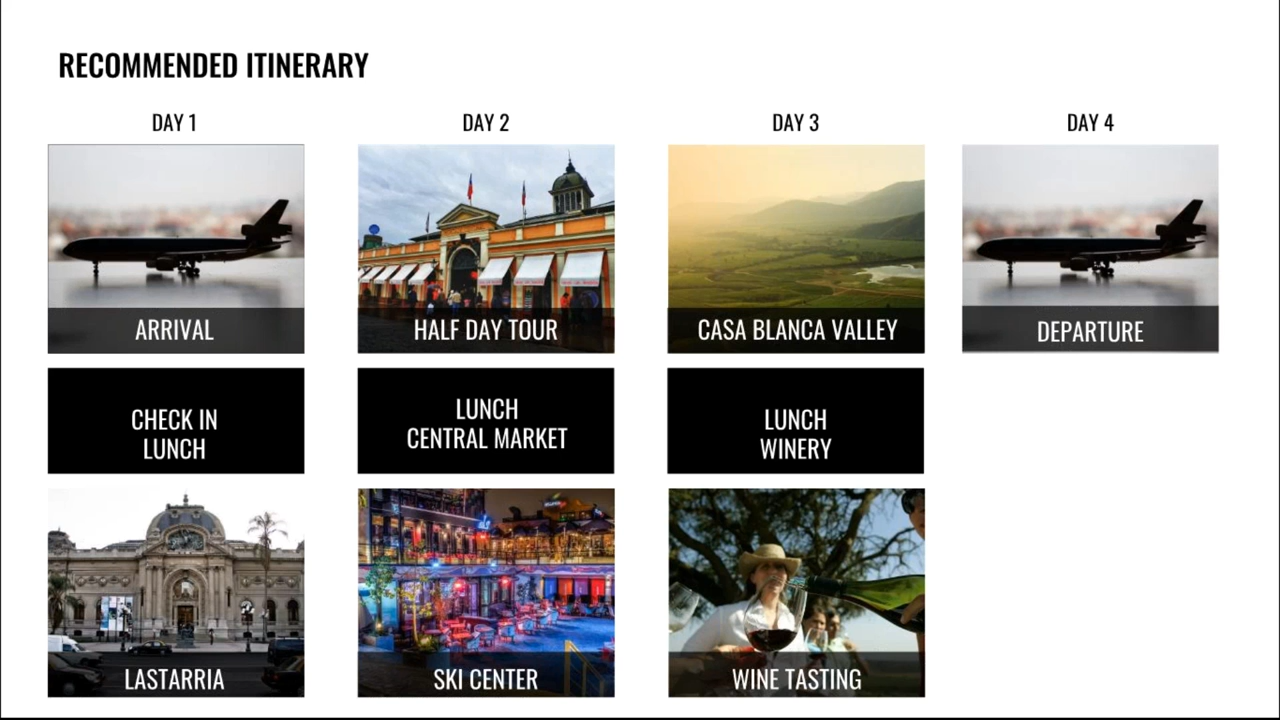 RECOMMENDED ITINERARY
DAY 1
ARRIVAL
CHECK IN
LUNCH
LASTARRIA
DAY 2
HALF DAY TOUR
LUNCH
CENTRAL MARKET
SKI CENTER
DAY 3
CASA BLANCA VALLEY
LUNCH
WINERY
WINE TASTING
DAY 4
DEPARTURE